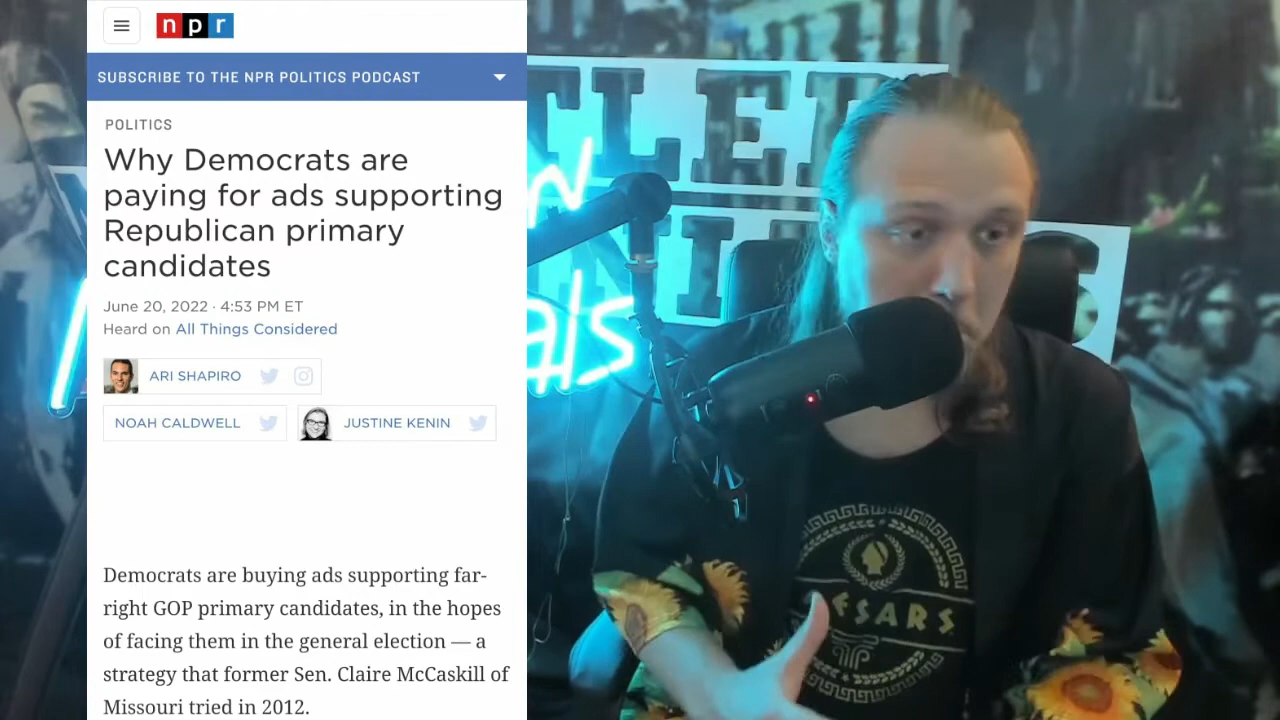 npr
SUBSCRIBE TO THE NPR POLITICS PODCAST
POLITICS
Why Democrats are
paying for ads supporting
Republican primary
candidates
June 20, 2022 · 4:53 PM ET
Heard on All Things Considered
ARI SHAPIRO
NOAH CALDWELL
JUSTINE KENIN
Democrats are buying ads supporting far-
right GOP primary candidates, in the hopes
of facing them in the general election — a
strategy that former Sen. Claire McCaskill of
Missouri tried in 2012.